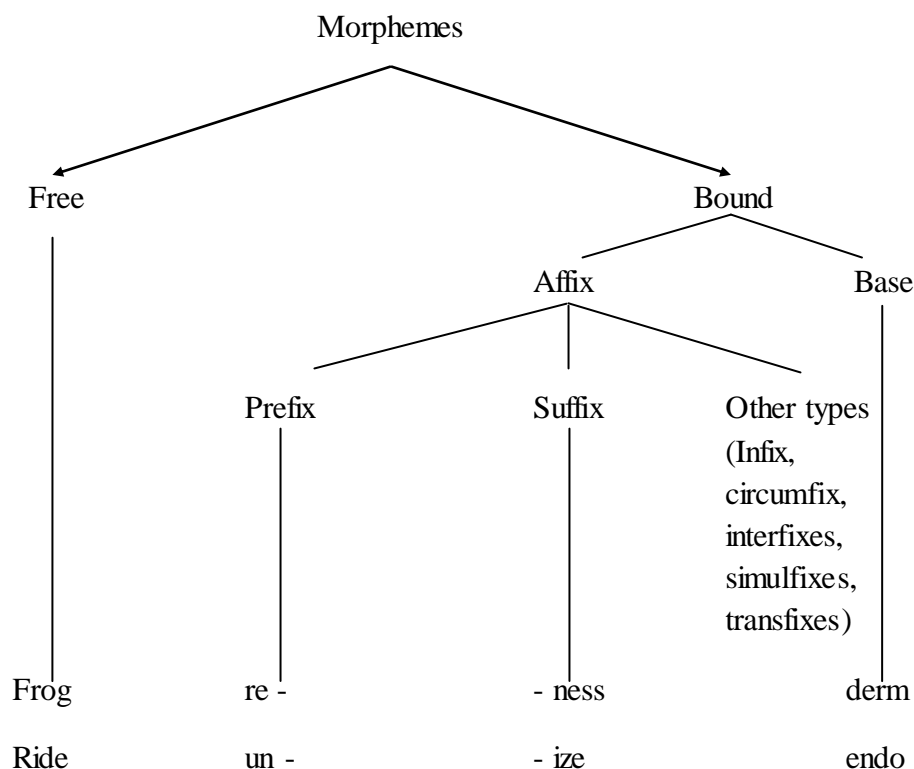 Morphemes
Free Bound
Affix Base
Prefix Suffix Other types
(Infix,
circumfix,
interfixes,
simulfixes,
transfixes)
Frog re - - ness derm
Ride un - - ize endo